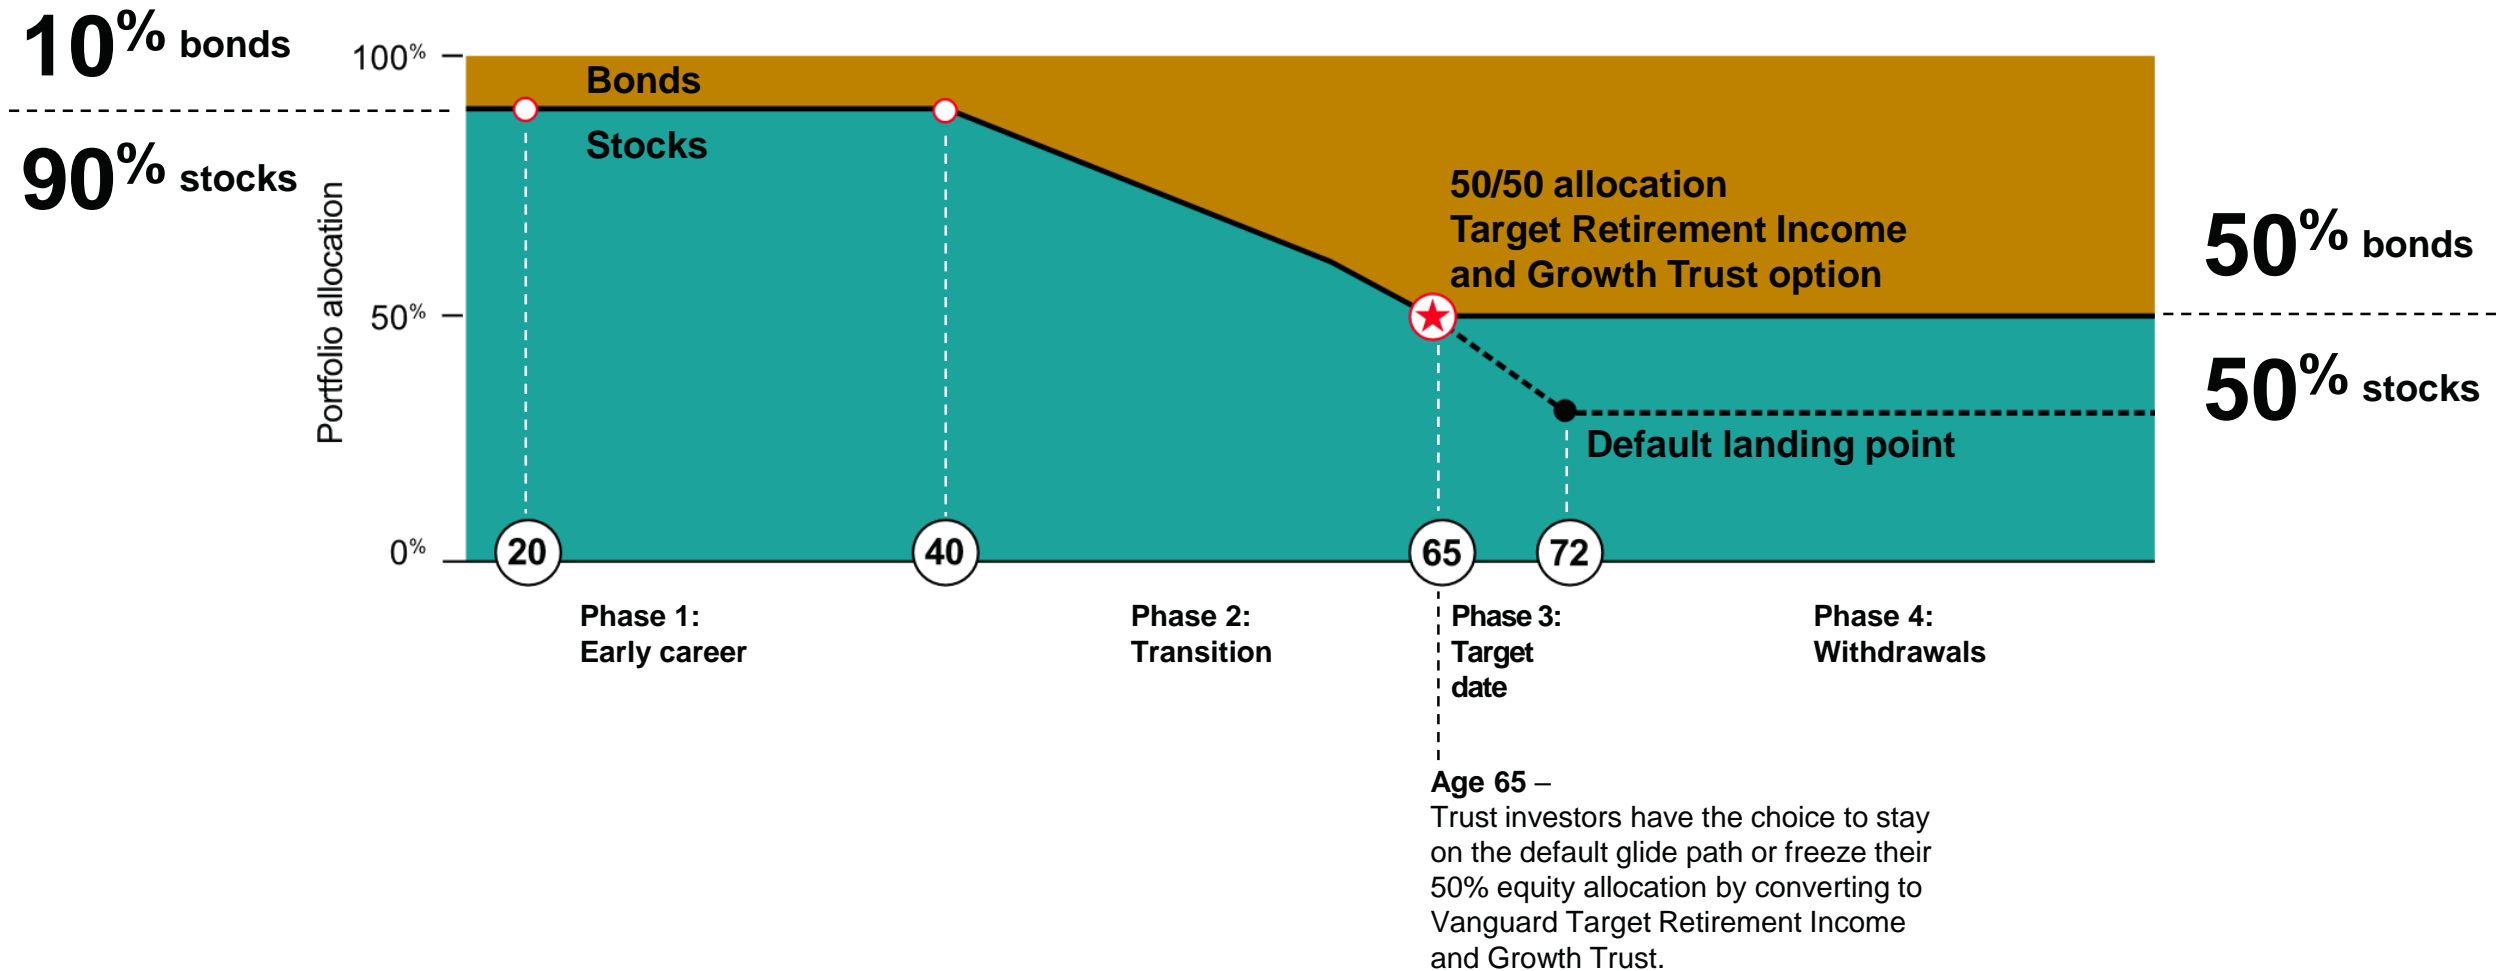 10% bonds
90% stocks
Portfolio allocation
100%
50%
0%
Bonds
Stocks
50/50 allocation
Target Retirement Income
and Growth Trust option
Default landing point
50% bonds
50% stocks
20
40
65
72
Phase 1:
Early career
Phase 2:
Transition
Phase 3:
Target
date
Phase 4:
Withdrawals
Age 65 –
Trust investors have the choice to stay
on the default glide path or freeze their
50% equity allocation by converting to
Vanguard Target Retirement Income
and Growth Trust.